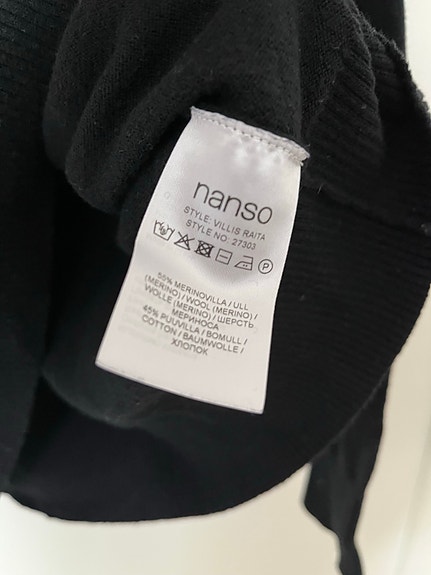 nanso
STYLE: VILLIS RAITA
STYLE NO: 27303
P
55% MERINOVILLA / ULL
(MERINO) / WOOL (MERINO) /
WOLLE (MERINO) / ШЕРСТЬ
МЕРИНОСА
45% PUUVILLA / BOMULL /
COTTON / BAUMWOLLE /
ХЛОПОК